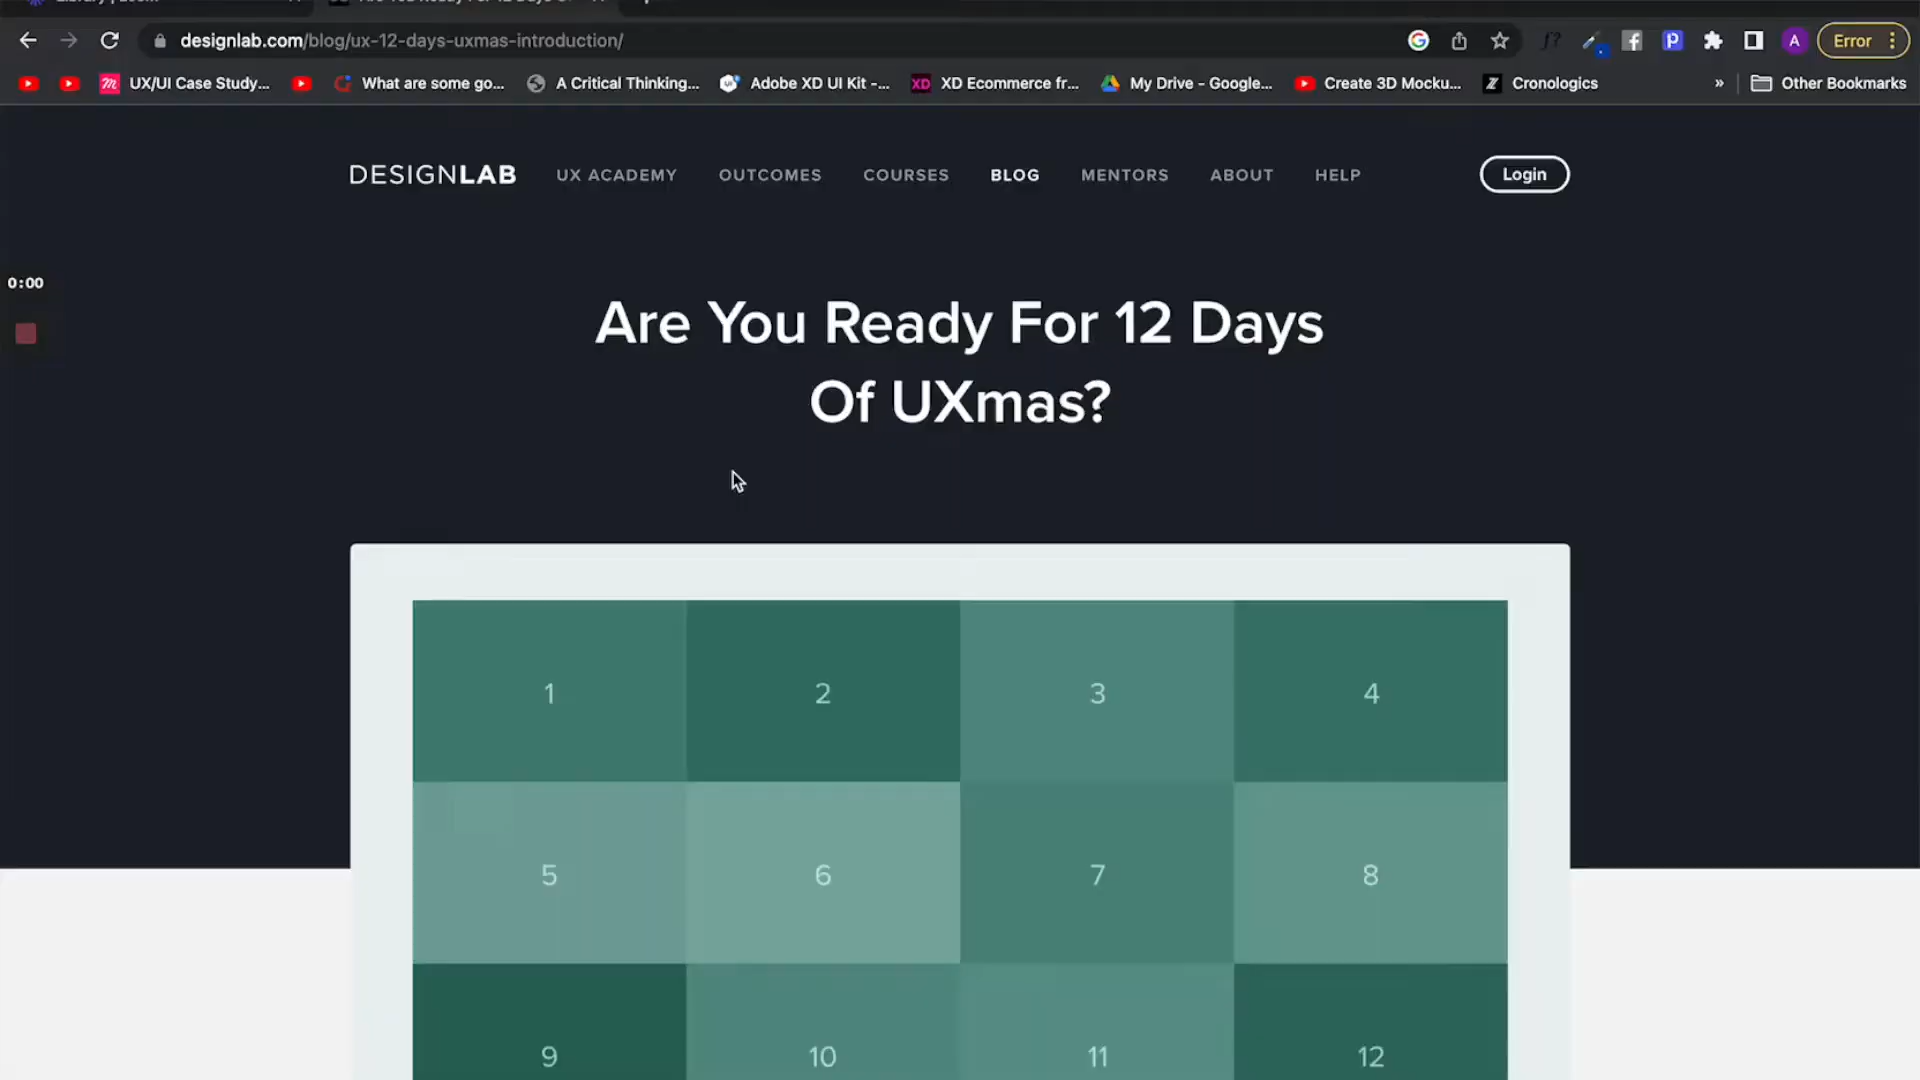 designlab.com/blog/ux-12-days-uxmas-introduction/
Error
UX/UI Case Study...
What are some go...
A Critical Thinking...
Adobe XD UI Kit -...
XD Ecommerce fr...
My Drive - Google...
Create 3D Mocku...
Cronologics
»
Other Bookmarks
DESIGNLAB
UX ACADEMY
OUTCOMES
COURSES
BLOG
MENTORS
ABOUT
HELP
Login
0:00
Are You Ready For 12 Days
Of UXmas?
1 2 3 4
5 6 7 8
9 10 11 12